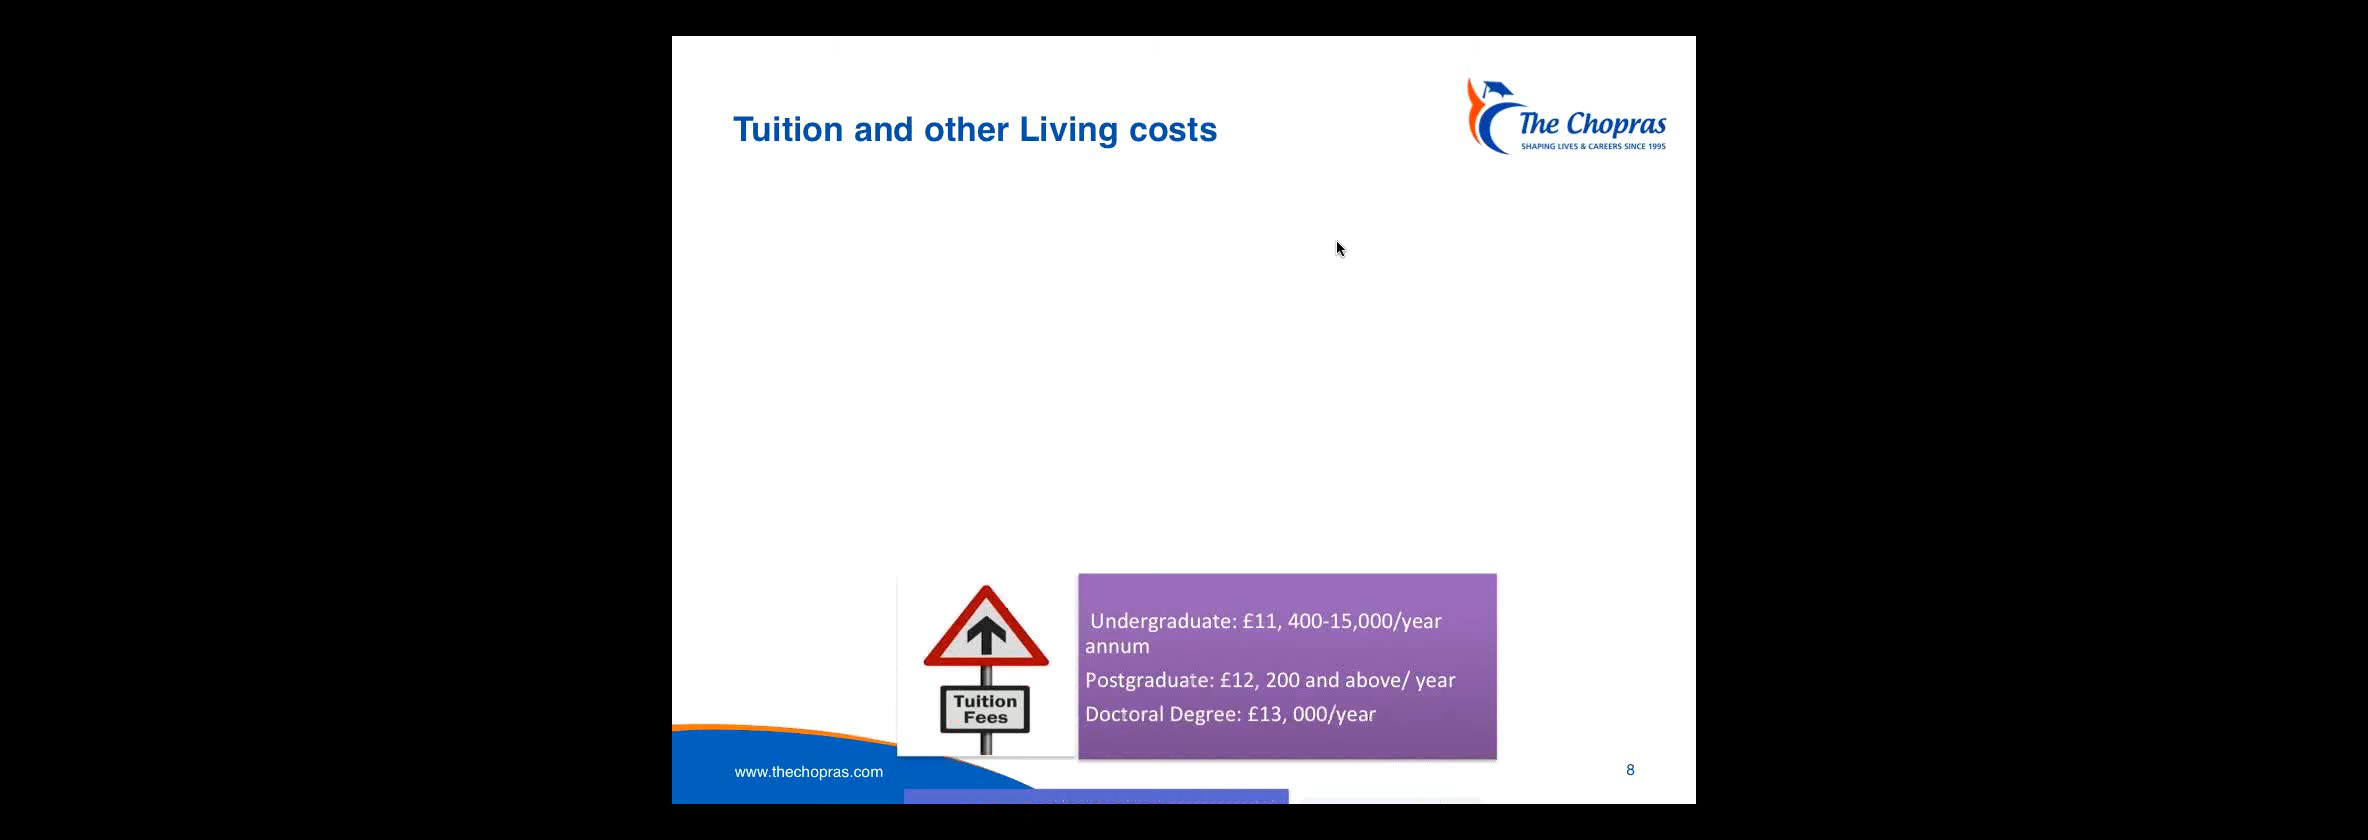 Tuition and other Living costs
The Chopras
SHAPING LIVES & CAREERS SINCE 1995
Undergraduate: £11, 400-15,000/year
annum
Postgraduate: £12, 200 and above/ year
Doctoral Degree: £13, 000/year
Tuition
Fees
www.thechopras.com
8